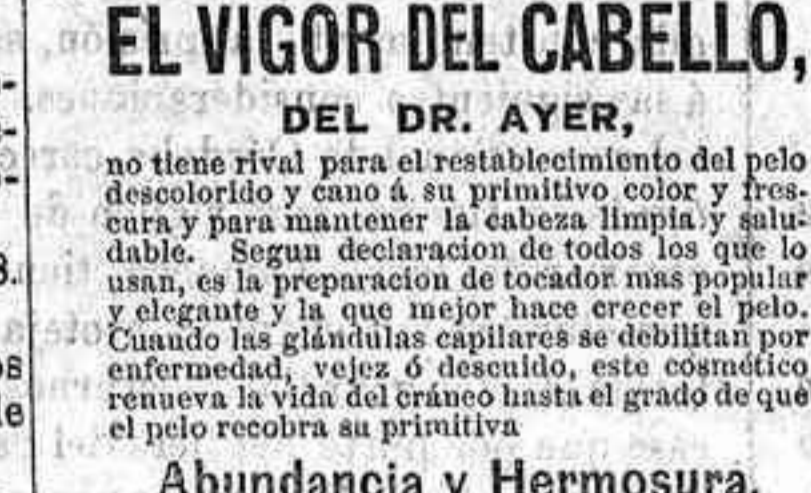 EL VIGOR DEL CABELLO,
DEL DR. AYER,
no tiene rival para el restablecimiento del pelo
descolorido y cano á su primitivo color y fres-
cura y para mantener la cabeza limpia y salu-
dable. Segun declaracion de todos los que lo
usan, es la preparacion de tocador mas popular
y elegante y la que mejor hace crecer el pelo.
Cuando las glándulas capilares se debilitan por
enfermedad, vejez ó descuido, este cosmético
renueva la vida del cráneo hasta el grado de que
el pelo recobra su primitiva
Abundancia y Hermosura.